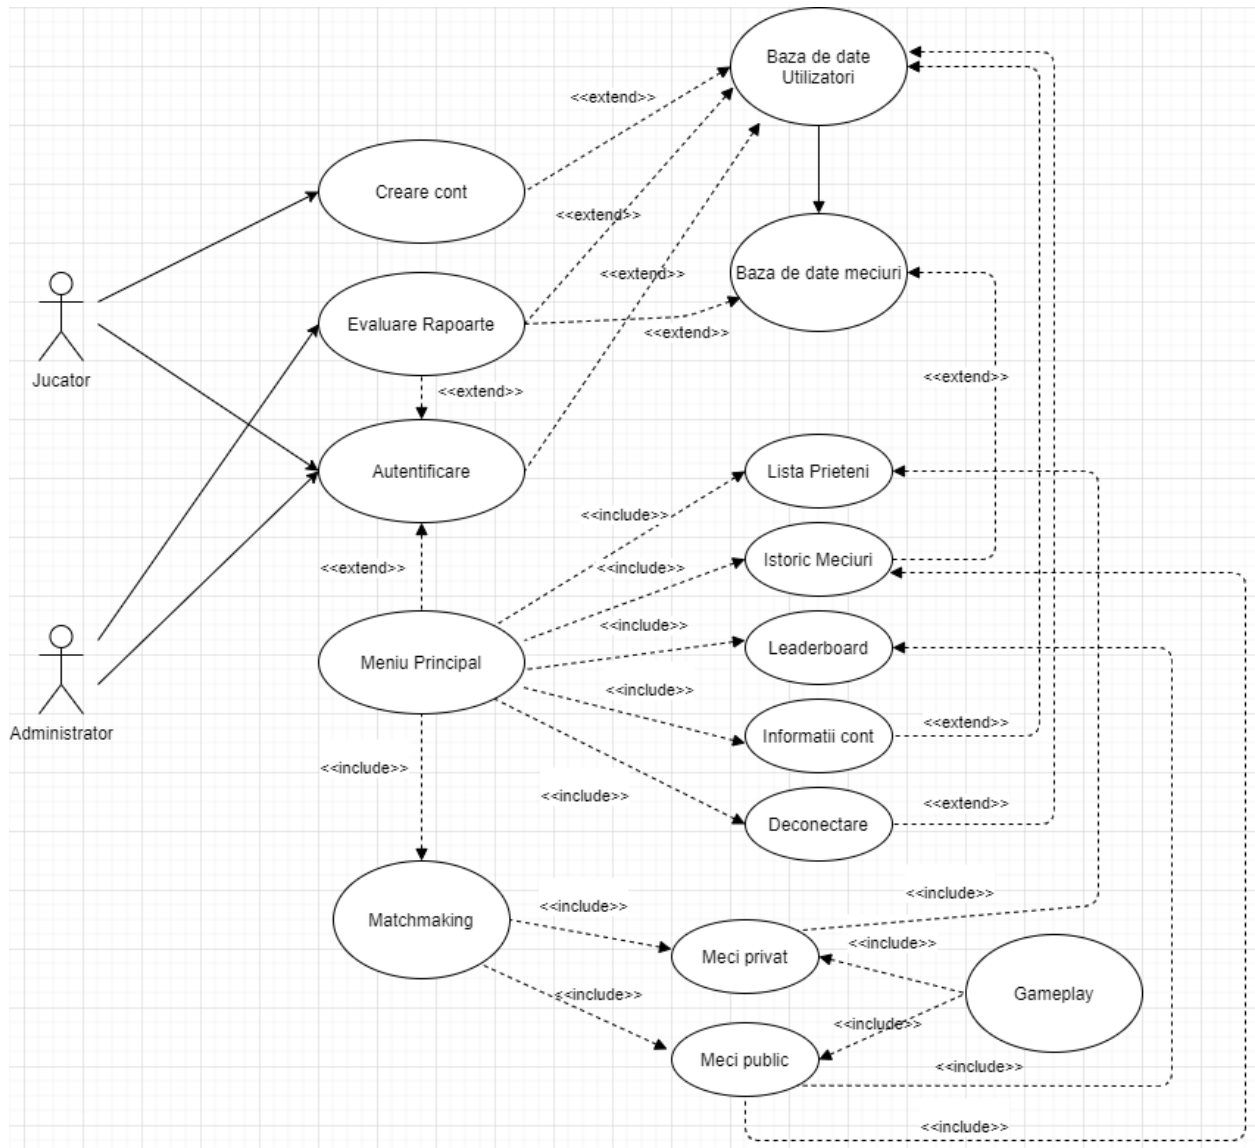 Baza de date
Utilizatori
<<extend>>
Creare cont
<<extend>>
<<extend>>
Baza de date meciuri
Jucator
Evaluare Rapoarte
<<extend>>
<<extend>>
<<extend>>
Autentificare
Lista Prieteni
<<include>>
<<extend>>
<<include>>
Istoric Meciuri
<<include>>
Leaderboard
Meniu Principal
<<include>>
Administrator
Informatii cont
<<extend>>
<<include>>
<<include>>
Deconectare
<<extend>>
Matchmaking
<<include>>
<<include>>
Meci privat
<<include>>
Gameplay
<<include>>
<<include>>
Meci public
<<include>>
<<include>>